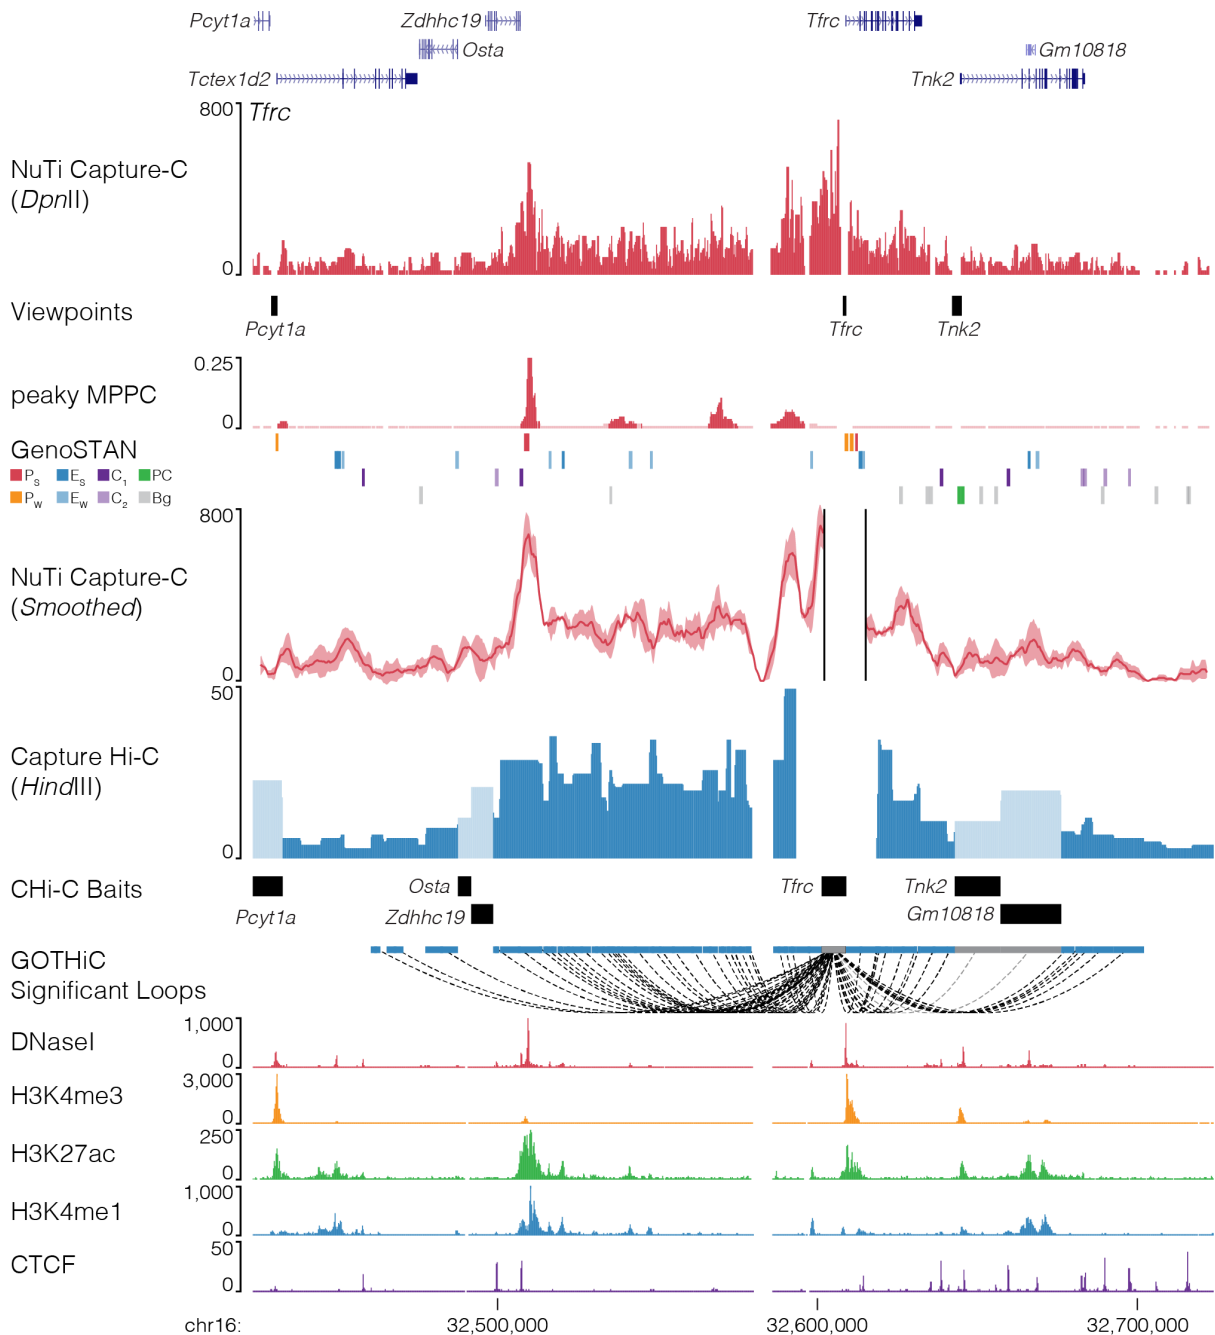 Pcyt1a
Zdhhc19
Tfrc
Osta
Gm10818
Tctex1d2
Tnk2
800
Tfrc
NuTi Capture-C
(DpnII)
0
Viewpoints
Pcyt1a
Tfrc
Tnk2
0.25
peaky MPPC
0
GenoSTAN
PS ES C1 PC
PW EW C2 Bg
800
NuTi Capture-C
(Smoothed)
0
50
Capture Hi-C
(HindIII)
0
CHi-C Baits
Osta
Tfrc
Tnk2
Pcyt1a
Zdhhc19
Gm10818
GOTHiC
Significant Loops
1,000
DNaseI
0
3,000
H3K4me3
0
250
H3K27ac
0
1,000
H3K4me1
0
50
CTCF
0
chr16:
32,500,000
32,600,000
32,700,000